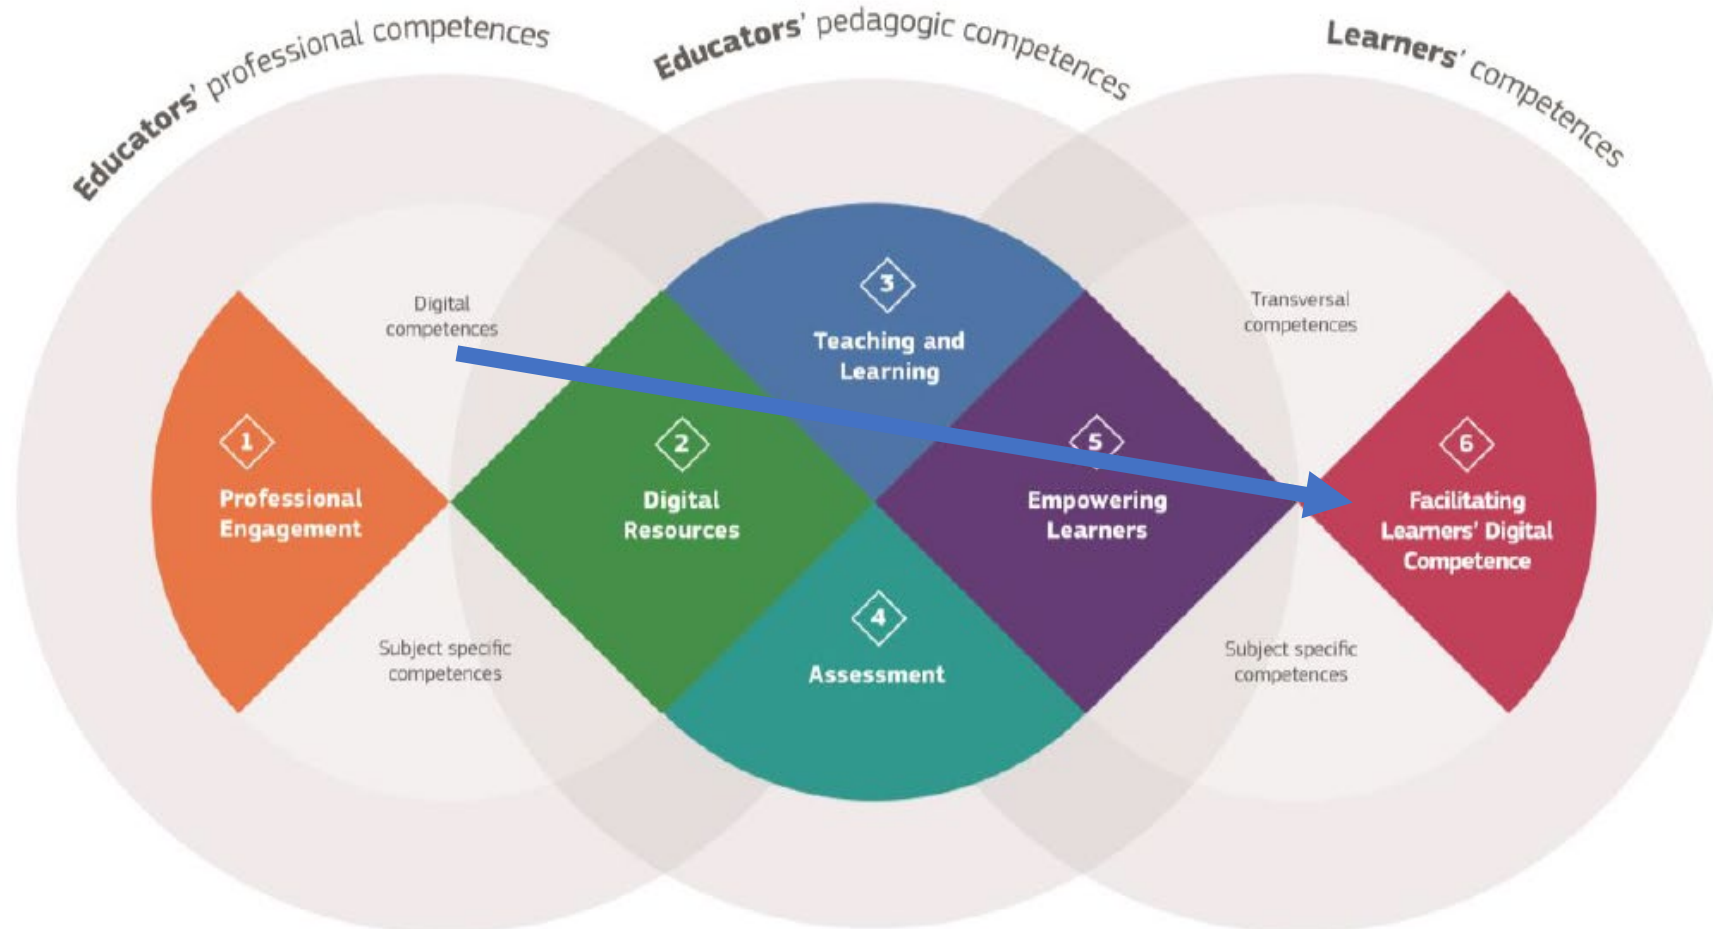 Educators' professional competences
Educators' pedagogic competences
Learners' competences
Digital
competences
Transversal
competences
1
Professional
Engagement
2
Digital
Resources
3
Teaching and
Learning
4
Assessment
5
Empowering
Learners
6
Facilitating
Learners' Digital
Competence
Subject specific
competences
Subject specific
competences